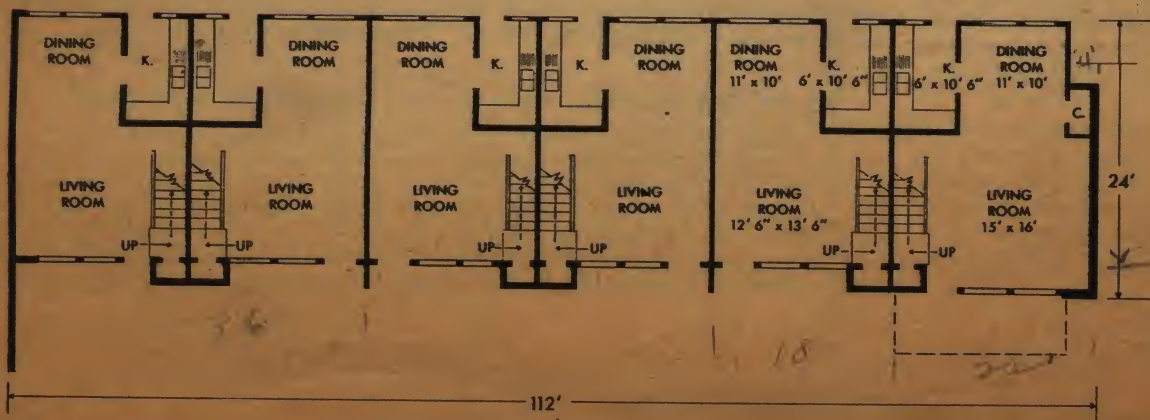 DINING
ROOM
K.
DINING
ROOM
DINING
ROOM
K.
K.
DINING
ROOM
DINING
ROOM
11' x 10'
K.
6' x 10' 6"
K.
6' x 10' 6"
DINING
ROOM
11' x 10'
4'
C.
24'
LIVING
ROOM
LIVING
ROOM
LIVING
ROOM
LIVING
ROOM
LIVING
ROOM
12' 6" x 13' 6"
LIVING
ROOM
15' x 16'
UP
UP
UP
UP
UP
UP
18
112'